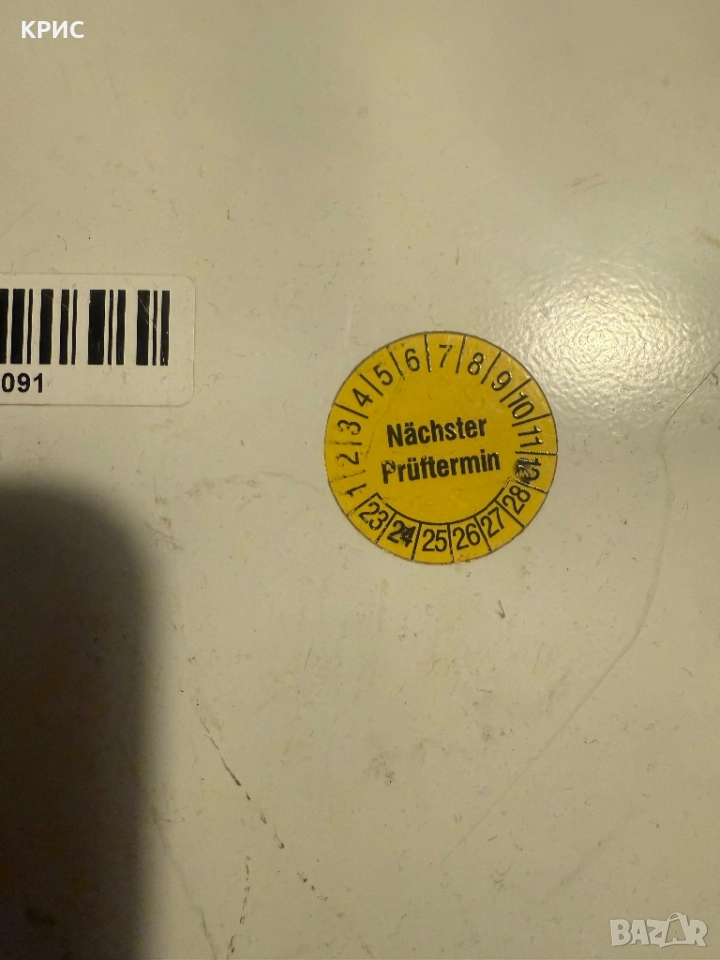 КРИС
091
1 2 3 4 5 6 7 8 9 10 11 12
Nächster
Prüftermin
23 24 25 26 27 28
BAZAR